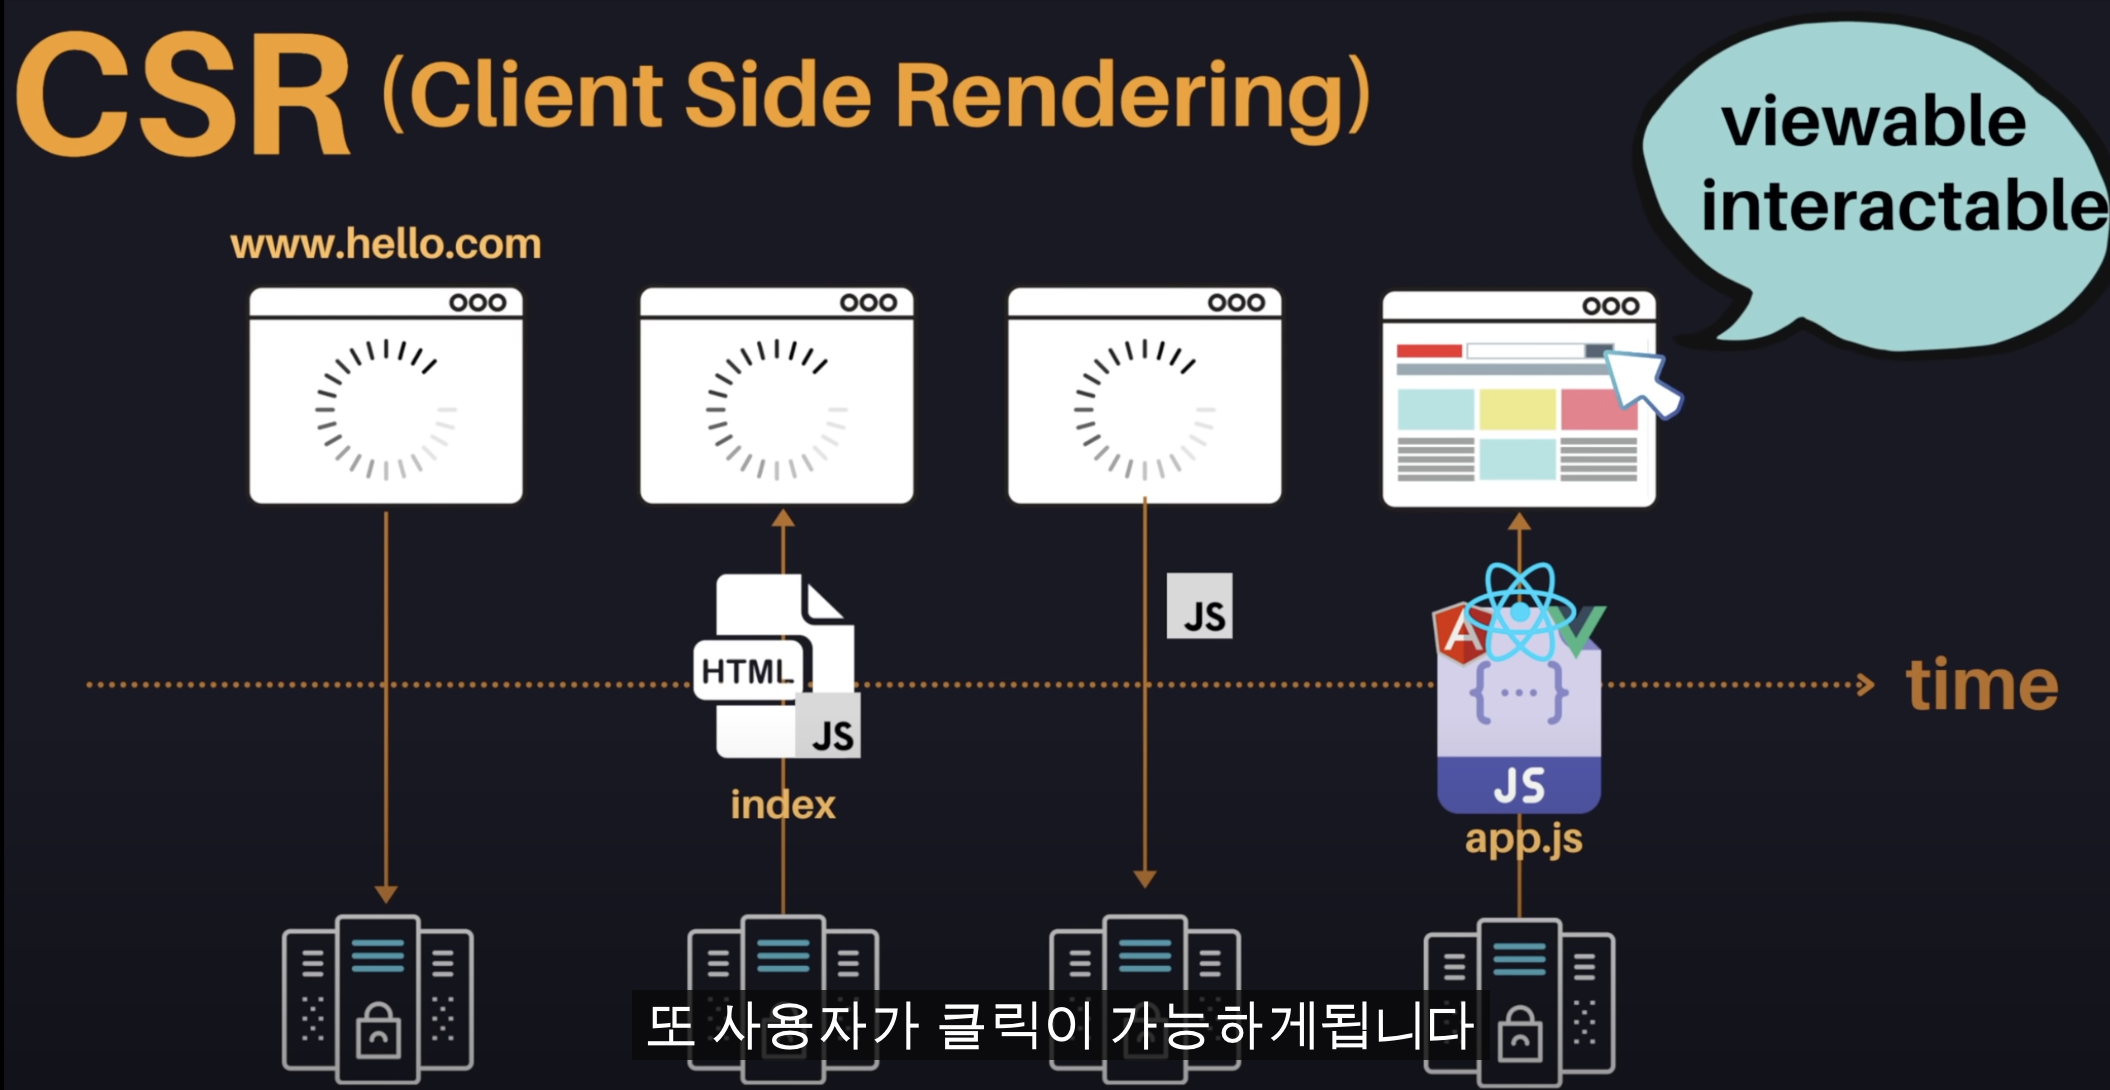 CSR (Client Side Rendering)
viewable
interactable
www.hello.com
HTML
JS
index
JS
JS
app.js
time
또 사용자가 클릭이 가능하게됩니다